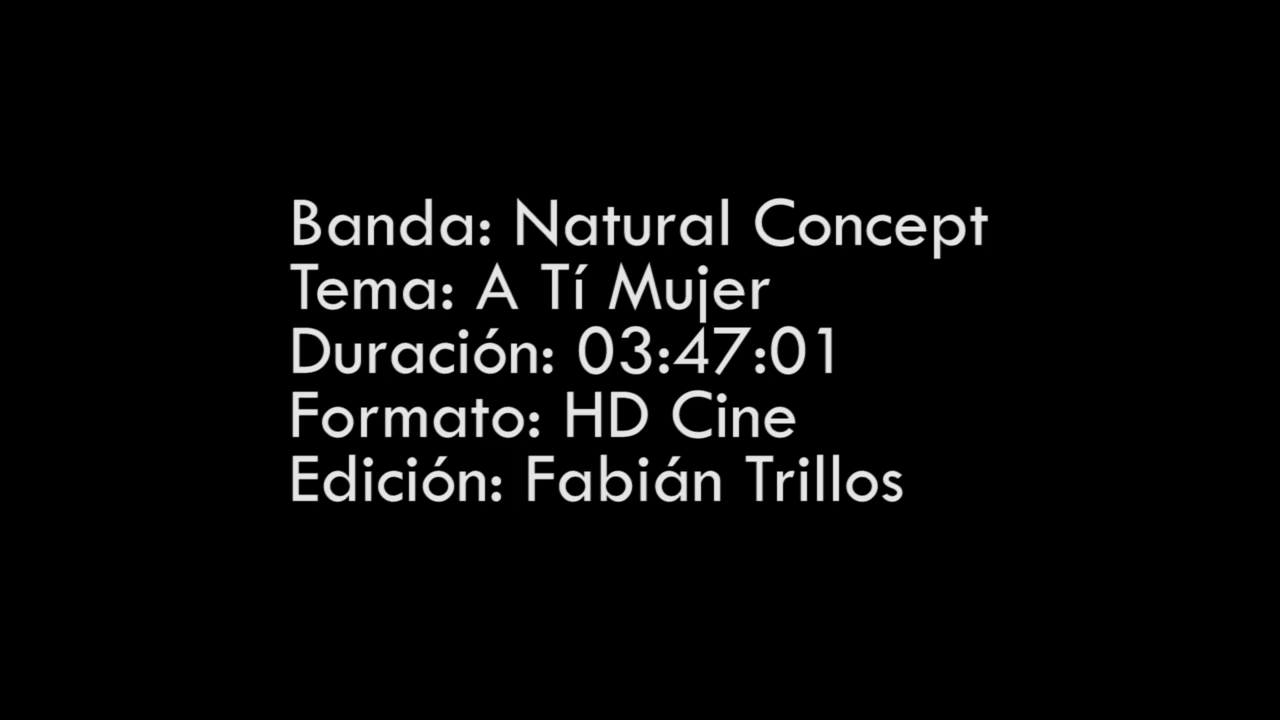 Banda: Natural Concept
Tema: A Tí Mujer
Duración: 03:47:01
Formato: HD Cine
Edición: Fabián Trillos